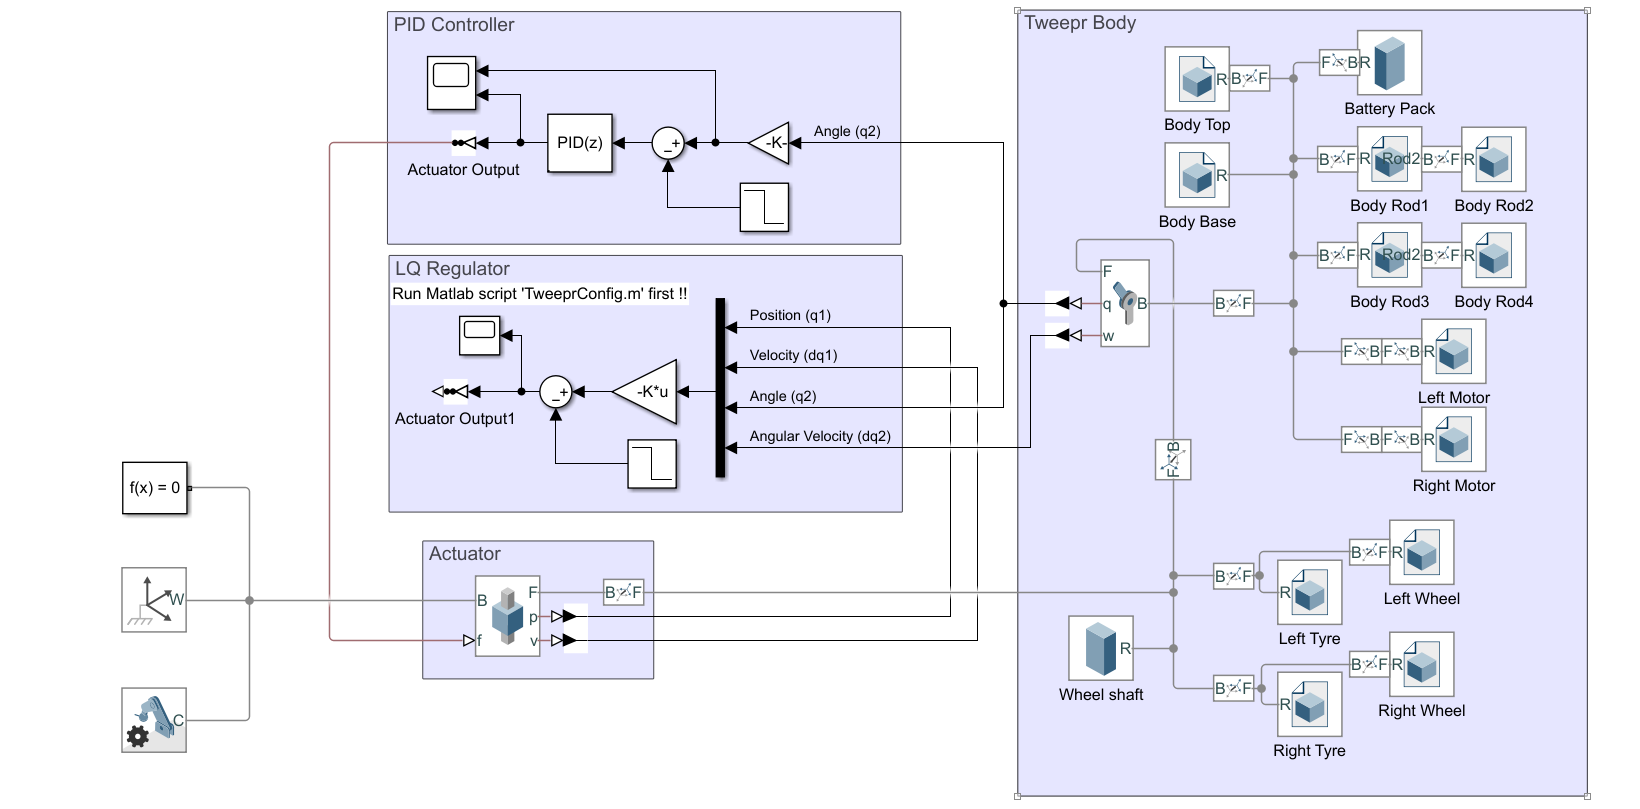 PID Controller
Angle (q2)
-K-
_+
PID(z)
Actuator Output
LQ Regulator
Run Matlab script 'TweeprConfig.m' first !!
Position (q1)
Velocity (dq1)
Angle (q2)
Angular Velocity (dq2)
-K*u
_+
Actuator Output1
f(x) = 0
W
C
Actuator
B
f
F
p
v
B F
Tweepr Body
R
B F
Body Top
F B
R
Battery Pack
R
Body Base
B F
R
Rod2
B F
R
Body Rod1
Body Rod2
B F
R
Rod2
B F
R
Body Rod3
Body Rod4
F
q
w
B
B F
F B
F B
R
Left Motor
F B
F B
R
Right Motor
F B
B F
B F
R
Left Wheel
R
Left Tyre
R
Wheel shaft
B F
B F
R
Right Wheel
R
Right Tyre